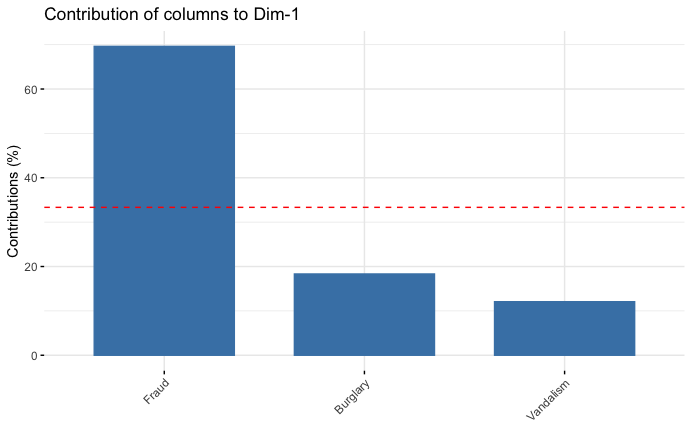 Contribution of columns to Dim-1
Contributions (%)
60
40
20
0
Fraud
Burglary
Vandalism